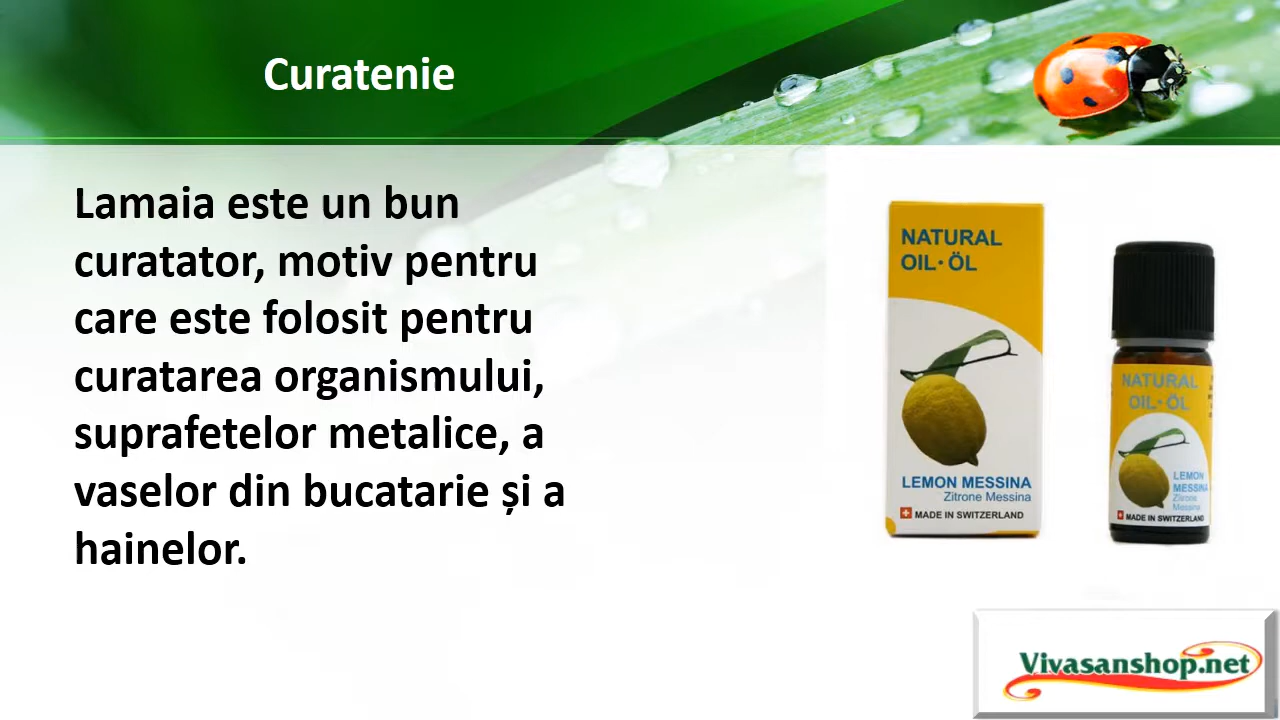 Curatenie
Lamaia este un bun
curatator, motiv pentru
care este folosit pentru
curatarea organismului,
suprafetelor metalice, a
vaselor din bucatarie și a
hainelor.
NATURAL
OIL· ÖL
LEMON MESSINA
Zitrone Messina
MADE IN SWITZERLAND
NATURAL
OIL· ÖL
LEMON
MESSINA
Zitrone
Messina
MADE IN SWITZERLAND
Vivasanshop.net